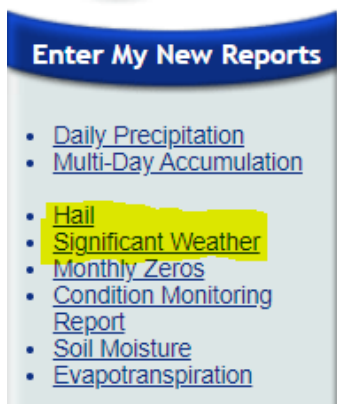 Enter My New Reports
• Daily Precipitation
• Multi-Day Accumulation
• Hail
• Significant Weather
• Monthly Zeros
• Condition Monitoring
Report
• Soil Moisture
• Evapotranspiration